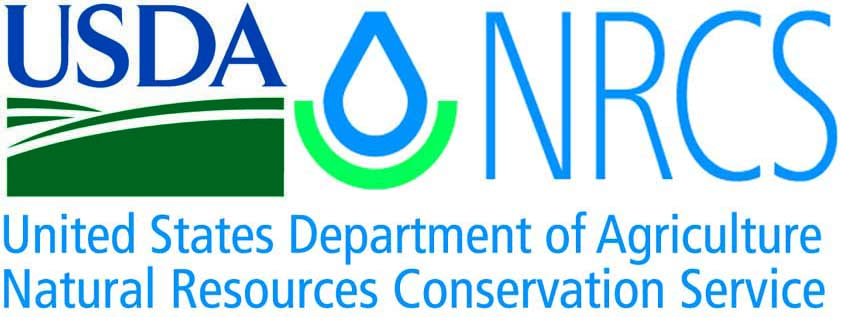 USDA NRCS
United States Department of Agriculture
Natural Resources Conservation Service